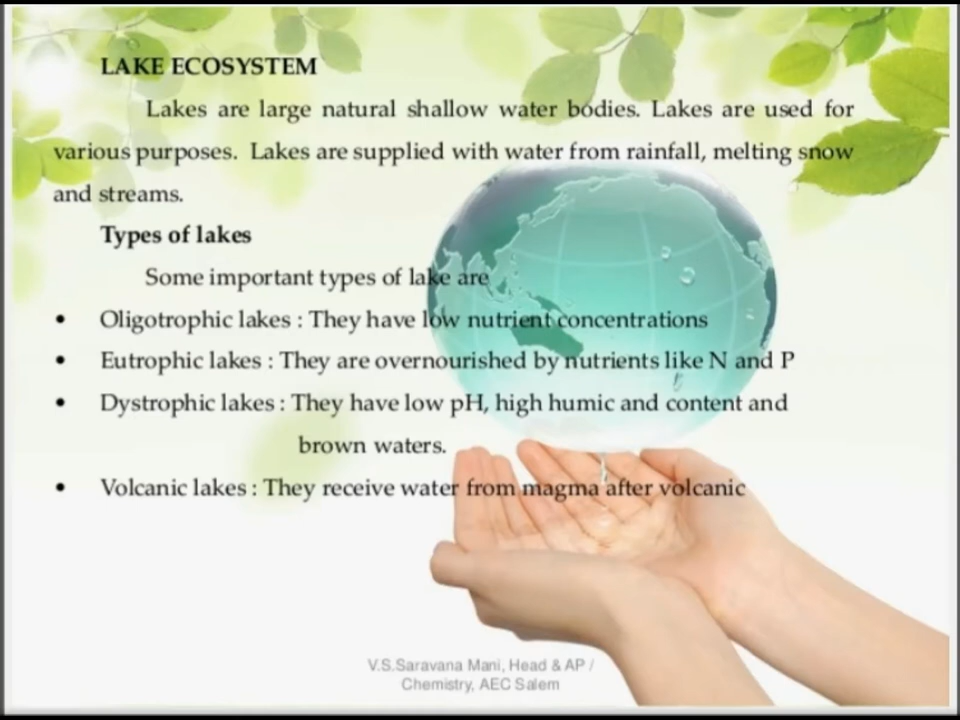 LAKE ECOSYSTEM
Lakes are large natural shallow water bodies. Lakes are used for
various purposes. Lakes are supplied with water from rainfall, melting snow
and streams.
Types of lakes
Some important types of lake are
• Oligotrophic lakes : They have low nutrient concentrations
• Eutrophic lakes : They are overnourished by nutrients like N and P
• Dystrophic lakes : They have low pH, high humic and content and
brown waters.
• Volcanic lakes : They receive water from magma after volcanic
V.S.Saravana Mani, Head & AP /
Chemistry, AEC Salem